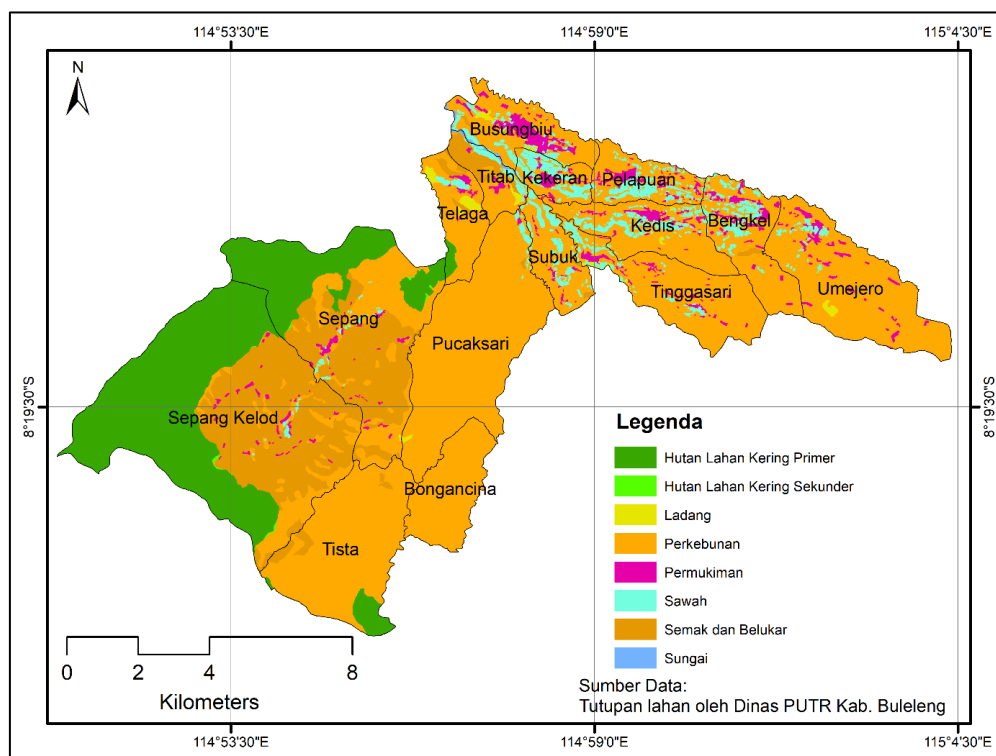 114°53'30"E 114°59'0"E 115°4'30"E
N
Busungbiu
Titab Kekeran Pelapuan
Telaga Kedis Bengkel
Subuk
Tinggasari Umejero
Sepang
Pucaksari
8°19'30"S 8°19'30"S
Sepang Kelod
Bongancina
Tista
Legenda
Hutan Lahan Kering Primer
Hutan Lahan Kering Sekunder
Ladang
Perkebunan
Permukiman
Sawah
Semak dan Belukar
Sungai
0 2 4 8
Kilometers
Sumber Data:
Tutupan lahan oleh Dinas PUTR Kab. Buleleng
114°53'30"E 114°59'0"E 115°4'30"E